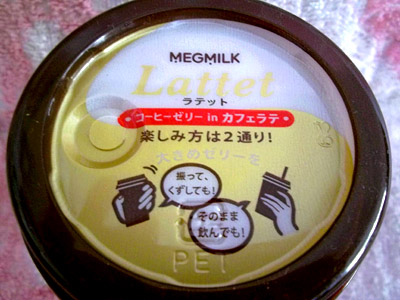 MEGMILK
Lattet
ラテット
コーヒーゼリー in カフェラテ
楽しみ方は2通り!
大きめゼリーを
振って、
くずしても!
そのまま
飲んでも!
PET